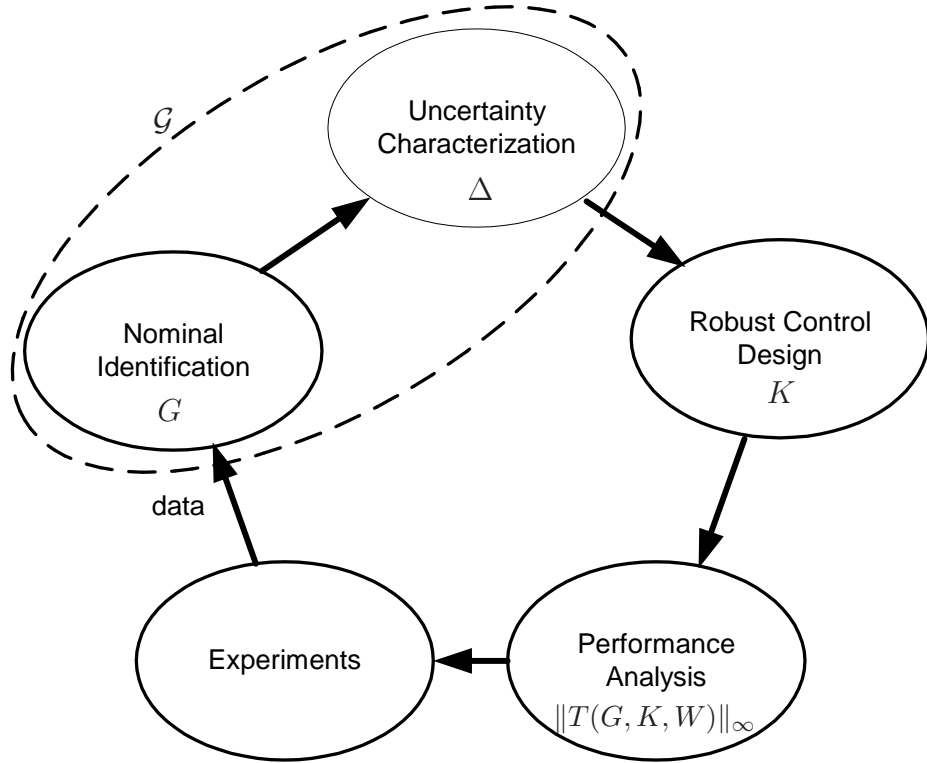 𝒢
Uncertainty
Characterization
Δ
Nominal
Identification
G
Robust Control
Design
K
data
Experiments
Performance
Analysis
‖T(G, K, W)‖∞